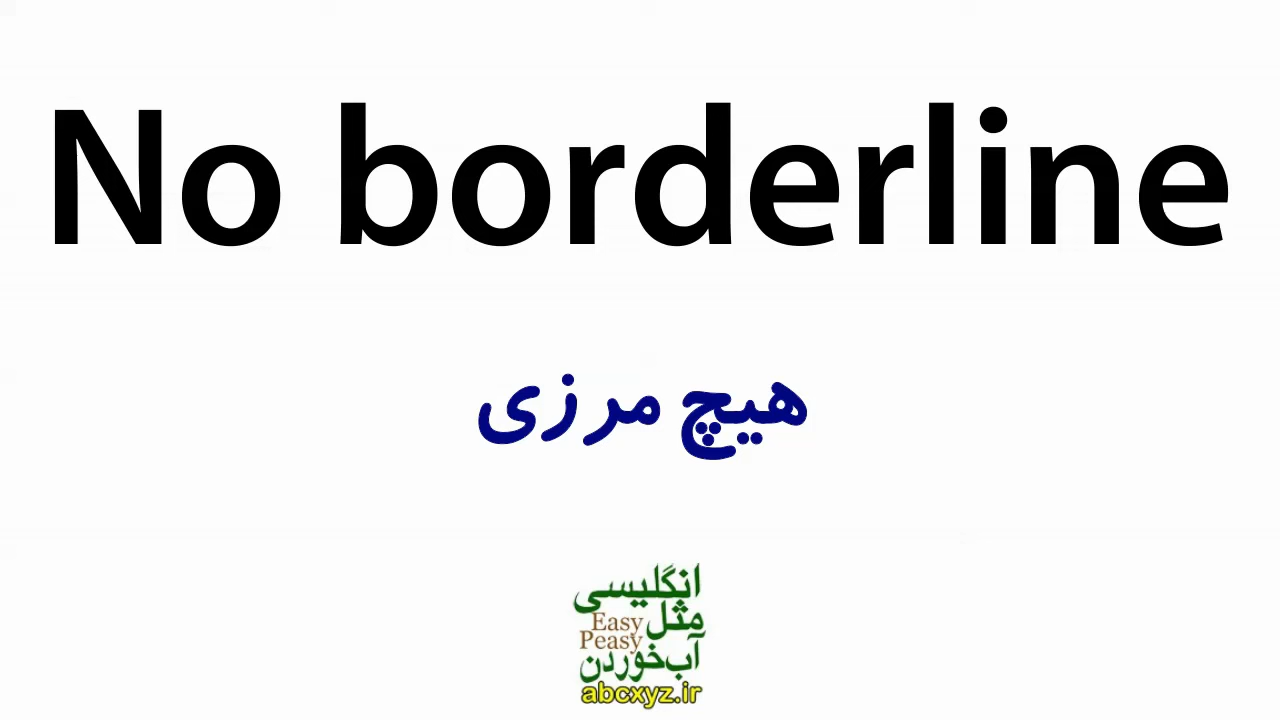 No borderline
هیچ مرزی
انگلیسی
مثل
Easy
Peasy
آب‌خوردن
abcxyz.ir